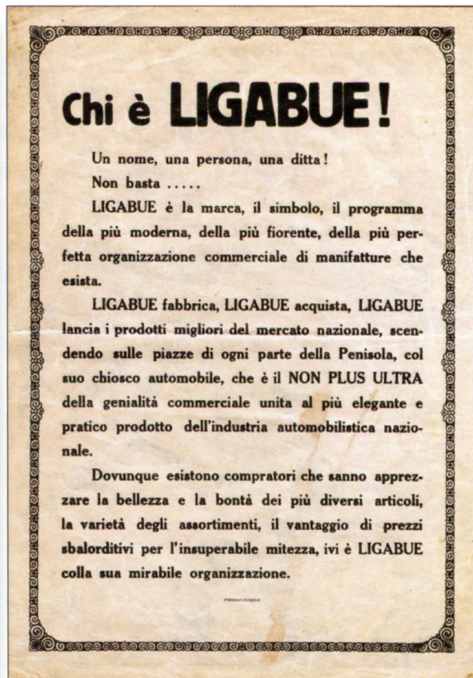 Chi è LIGABUE!
Un nome, una persona, una ditta!
Non basta .....
LIGABUE è la marca, il simbolo, il programma
della più moderna, della più fiorente, della più per-
fetta organizzazione commerciale di manifatture che
esista.
LIGABUE fabbrica, LIGABUE acquista, LIGABUE
lancia i prodotti migliori del mercato nazionale, scen-
dendo sulle piazze di ogni parte della Penisola, col
suo chiosco automobile, che è il NON PLUS ULTRA
della genialità commerciale unita al più elegante e
pratico prodotto dell'industria automobilistica nazio-
nale.
Dovunque esistono compratori che sanno apprez-
zare la bellezza e la bontà dei più diversi articoli,
la varietà degli assortimenti, il vantaggio di prezzi
sbalorditivi per l'insuperabile mitezza, ivi è LIGABUE
colla sua mirabile organizzazione.